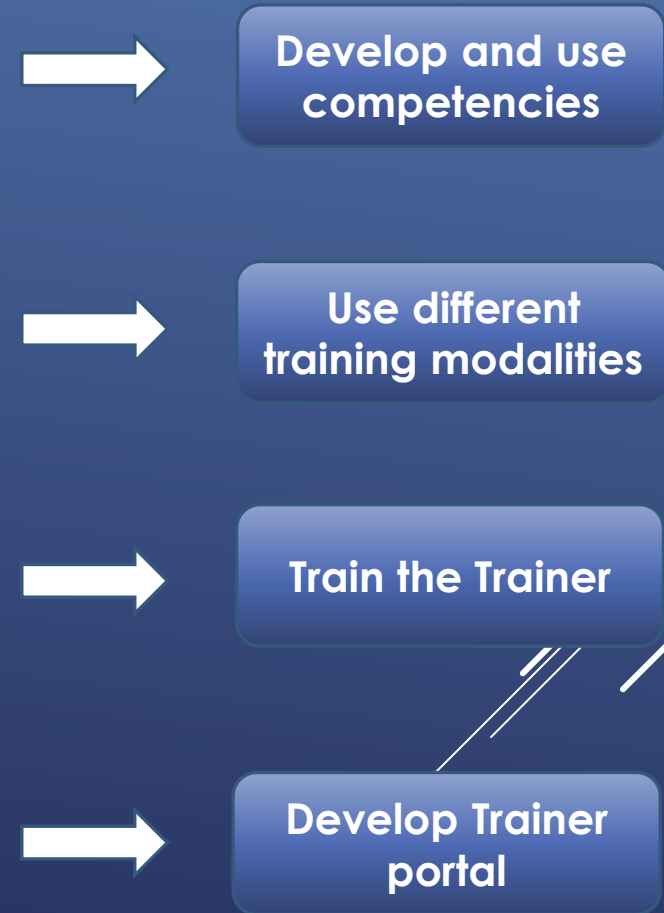 Develop and use
competencies
Use different
training modalities
Train the Trainer
Develop Trainer
portal